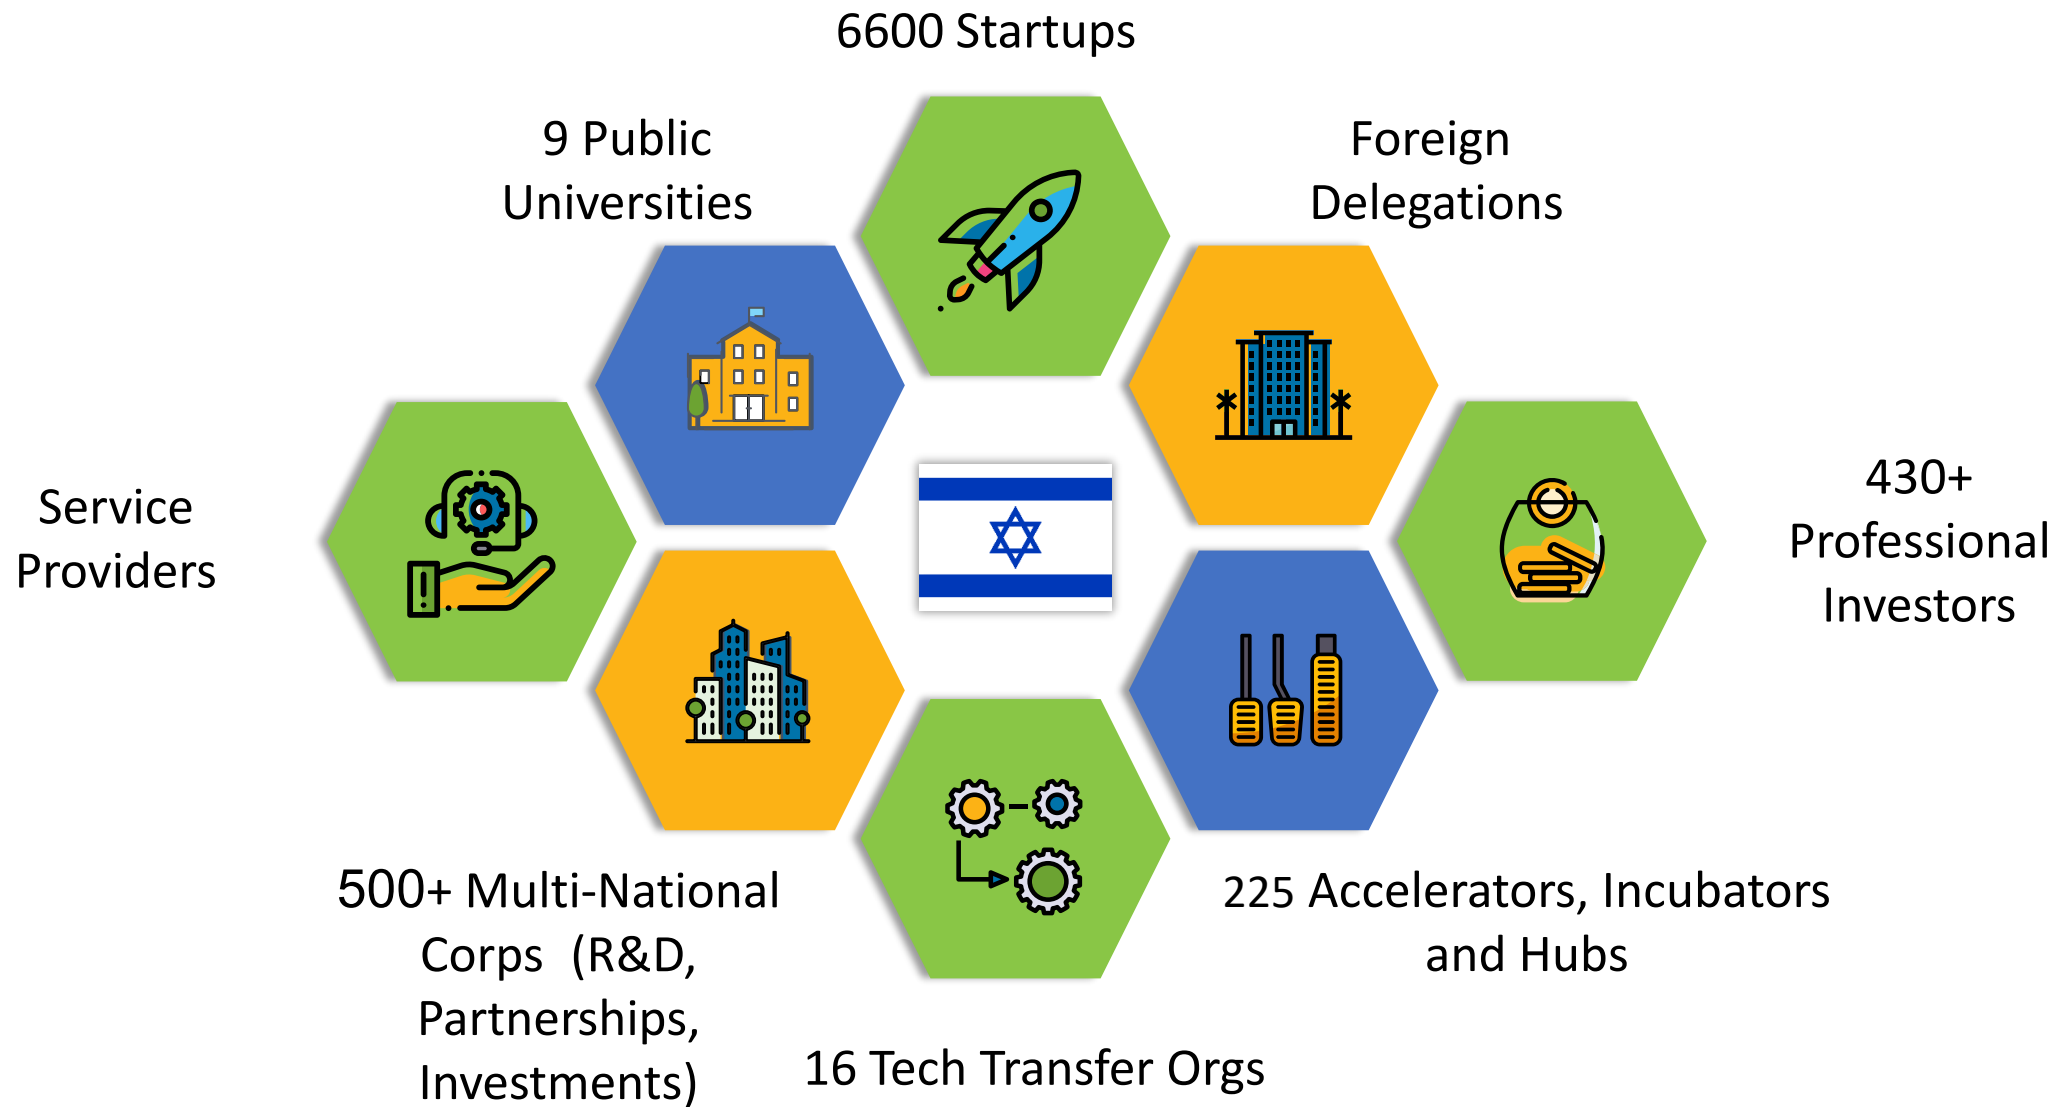 6600 Startups
9 Public
Universities
Foreign
Delegations
Service
Providers
430+
Professional
Investors
500+ Multi-National
Corps  (R&D,
Partnerships,
Investments)
225 Accelerators, Incubators
and Hubs
16 Tech Transfer Orgs